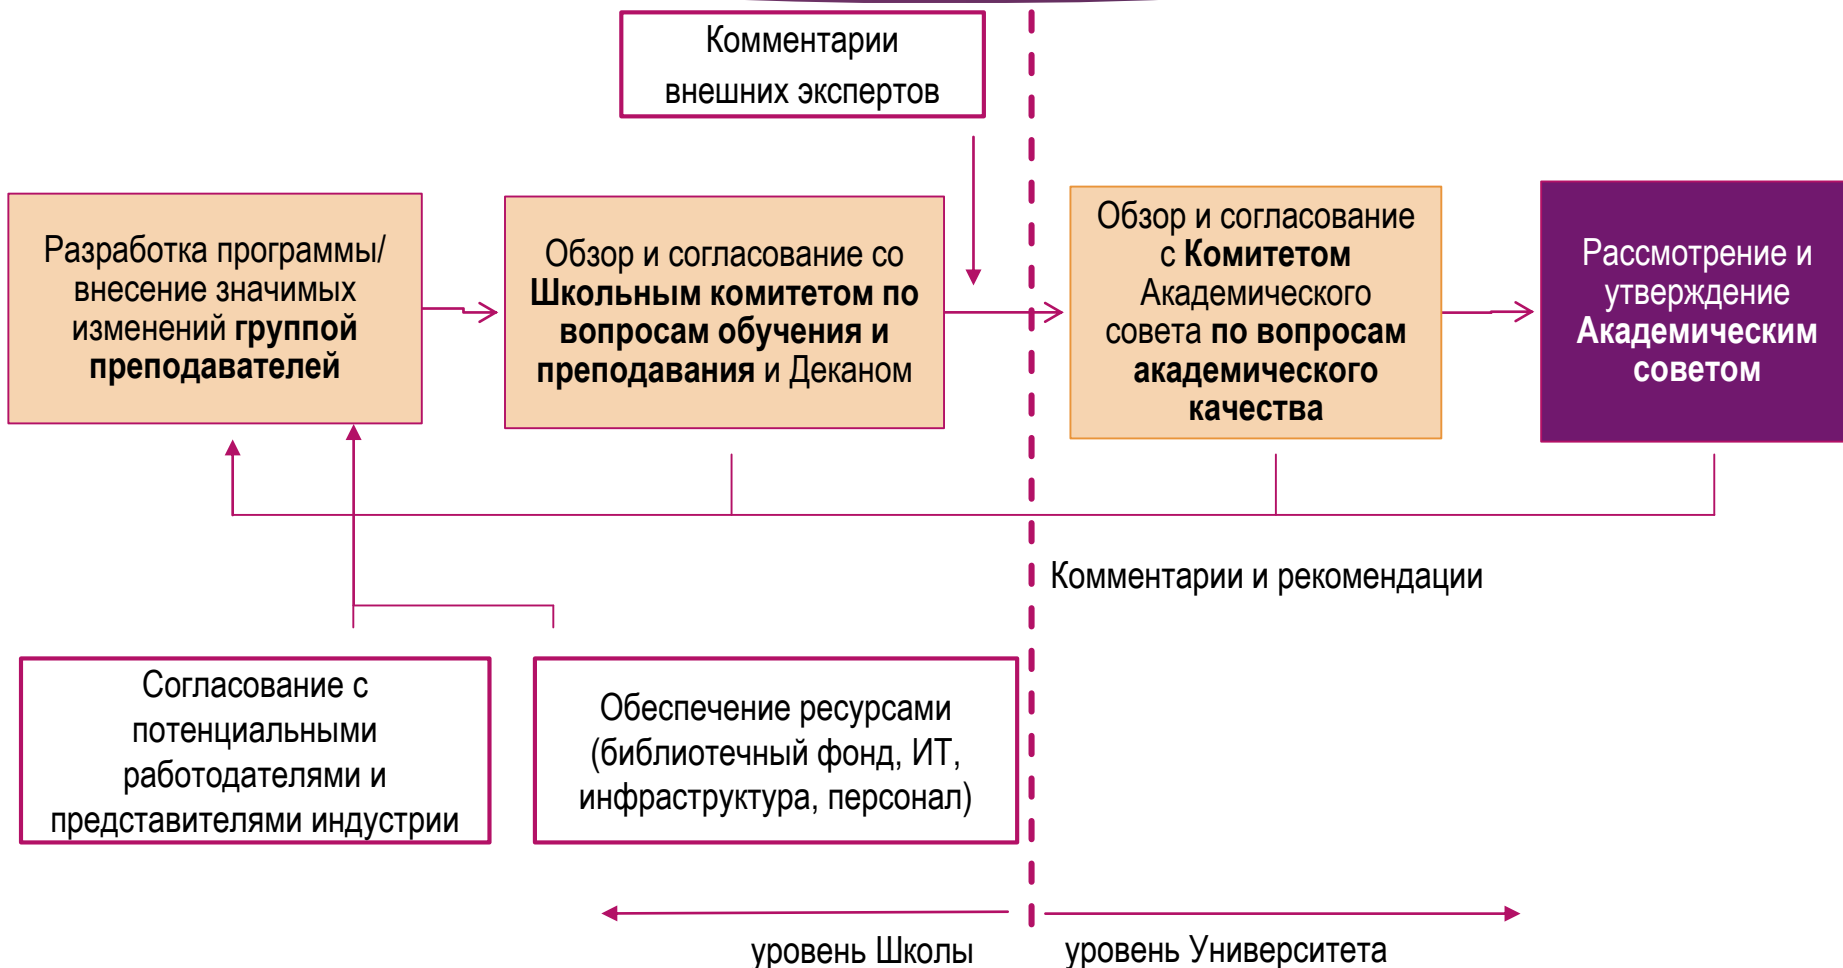 Комментарии
внешних экспертов
Разработка программы/
внесение значимых
изменений группой
преподавателей
Обзор и согласование со
Школьным комитетом по
вопросам обучения и
преподавания и Деканом
Обзор и согласование
с Комитетом
Академического
совета по вопросам
академического
качества
Рассмотрение и
утверждение
Академическим
советом
Комментарии и рекомендации
Согласование с
потенциальными
работодателями и
представителями индустрии
Обеспечение ресурсами
(библиотечный фонд, ИТ,
инфраструктура, персонал)
уровень Школы
уровень Университета